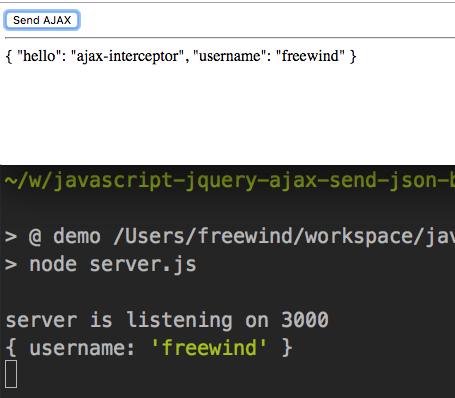 Send AJAX
{ "hello": "ajax-interceptor", "username": "freewind" }
~/w/javascript-jquery-ajax-send-json-b
> @ demo /Users/freewind/workspace/jav
> node server.js
server is listening on 3000
{ username: 'freewind' }